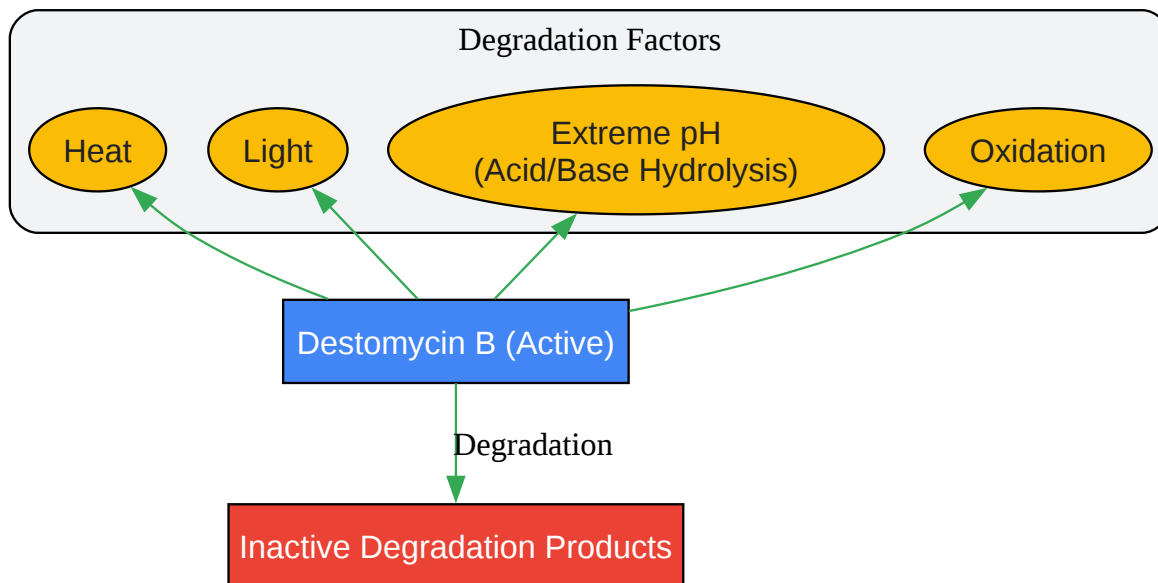 Degradation Factors
Heat
Light
Extreme pH
(Acid/Base Hydrolysis)
Oxidation
Destomycin B (Active)
Degradation
Inactive Degradation Products